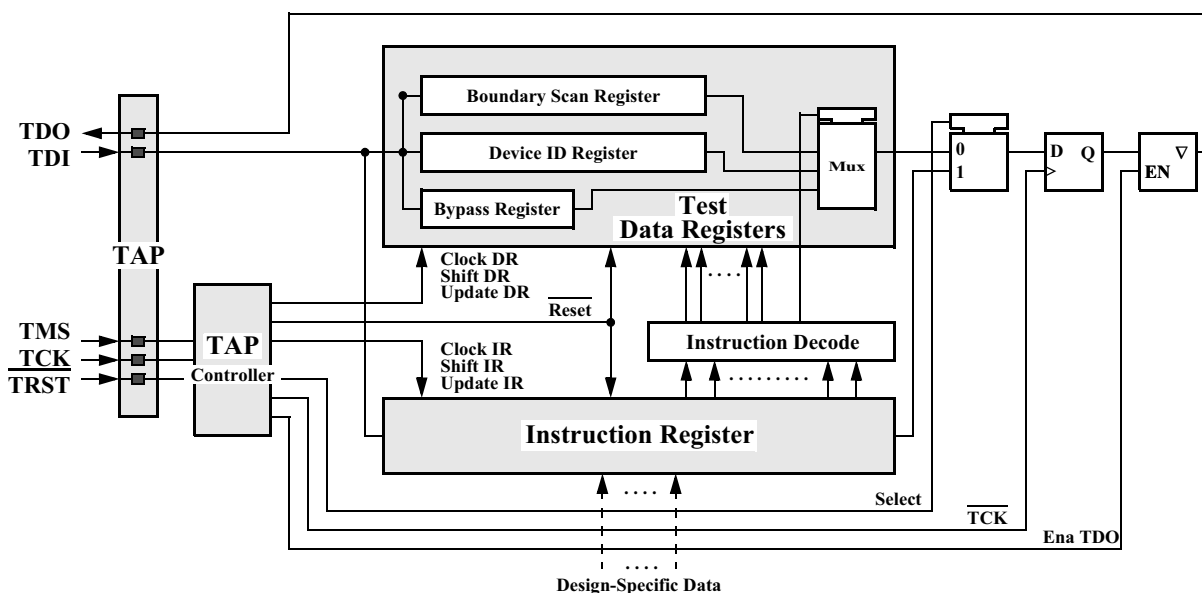 Boundary Scan Register
TDO
TDI
Device ID Register
Mux
0
1
D Q
∇
EN
Bypass Register
Test
Data Registers
TAP
Clock DR
Shift DR
Update DR
Reset
TMS
TCK
TRST
TAP
Controller
Instruction Decode
Clock IR
Shift IR
Update IR
Instruction Register
Select
TCK
Ena TDO
Design-Specific Data